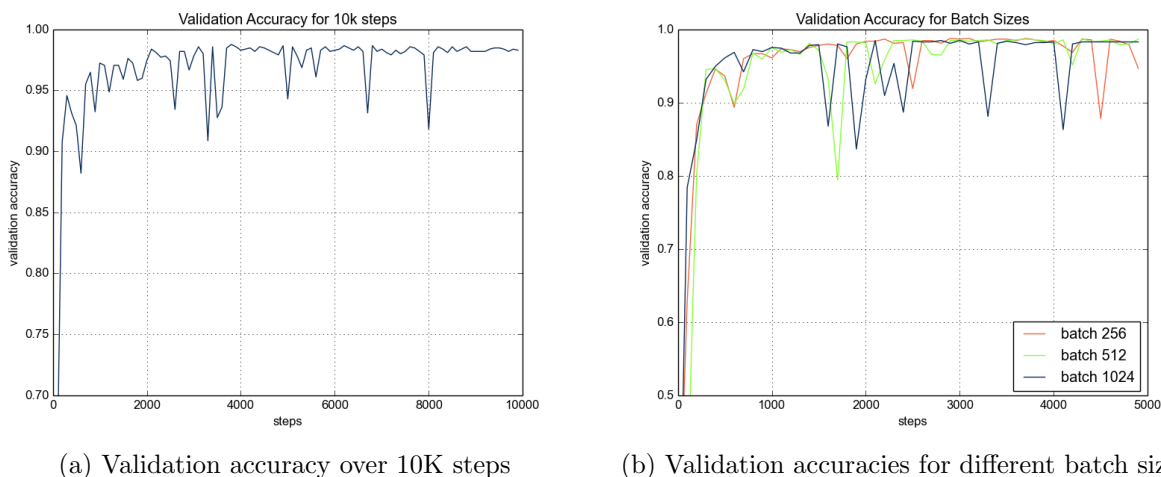 Validation Accuracy for 10k steps
1.00
0.95
0.90
0.85
0.80
0.75
0.70
validation accuracy
0
2000
4000
6000
8000
10000
steps
(a) Validation accuracy over 10K steps
Validation Accuracy for Batch Sizes
1.0
0.9
0.8
0.7
0.6
0.5
validation accuracy
batch 256
batch 512
batch 1024
0
1000
2000
3000
4000
5000
steps
(b) Validation accuracies for different batch siz